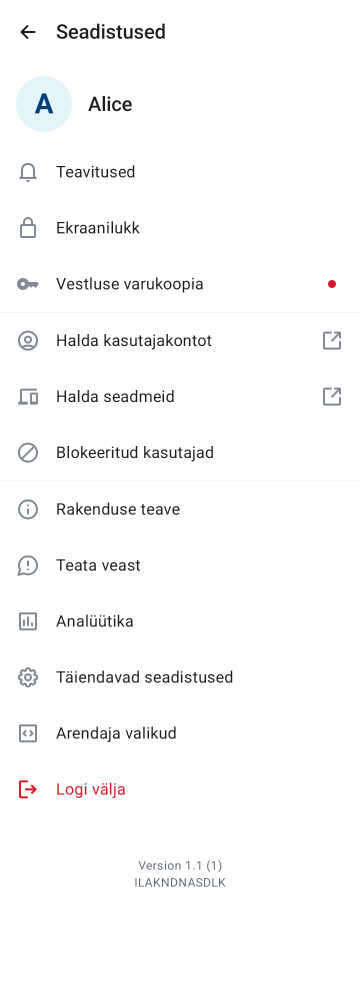 Seadistused
A
Alice
Teavitused
Ekraanilukk
Vestluse varukoopia
Halda kasutajakontot
Halda seadmeid
Blokeeritud kasutajad
Rakenduse teave
Teata veast
Analüütika
Täiendavad seadistused
Arendaja valikud
Logi välja
Version 1.1 (1)
ILAKNDNASDLK